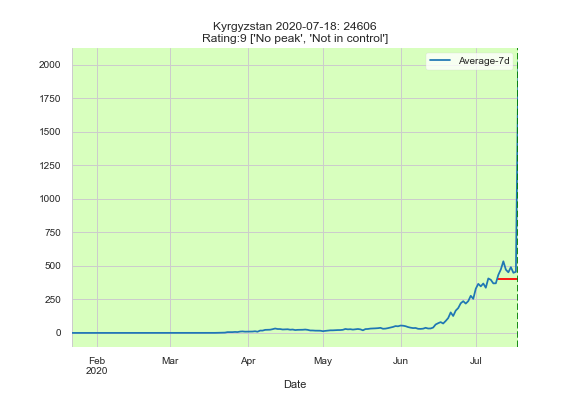 Kyrgyzstan 2020-07-18: 24606
Rating:9 ['No peak', 'Not in control']
Average-7d
2000
1750
1500
1250
1000
750
500
250
0
Feb
2020
Mar
Apr
May
Jun
Jul
Date